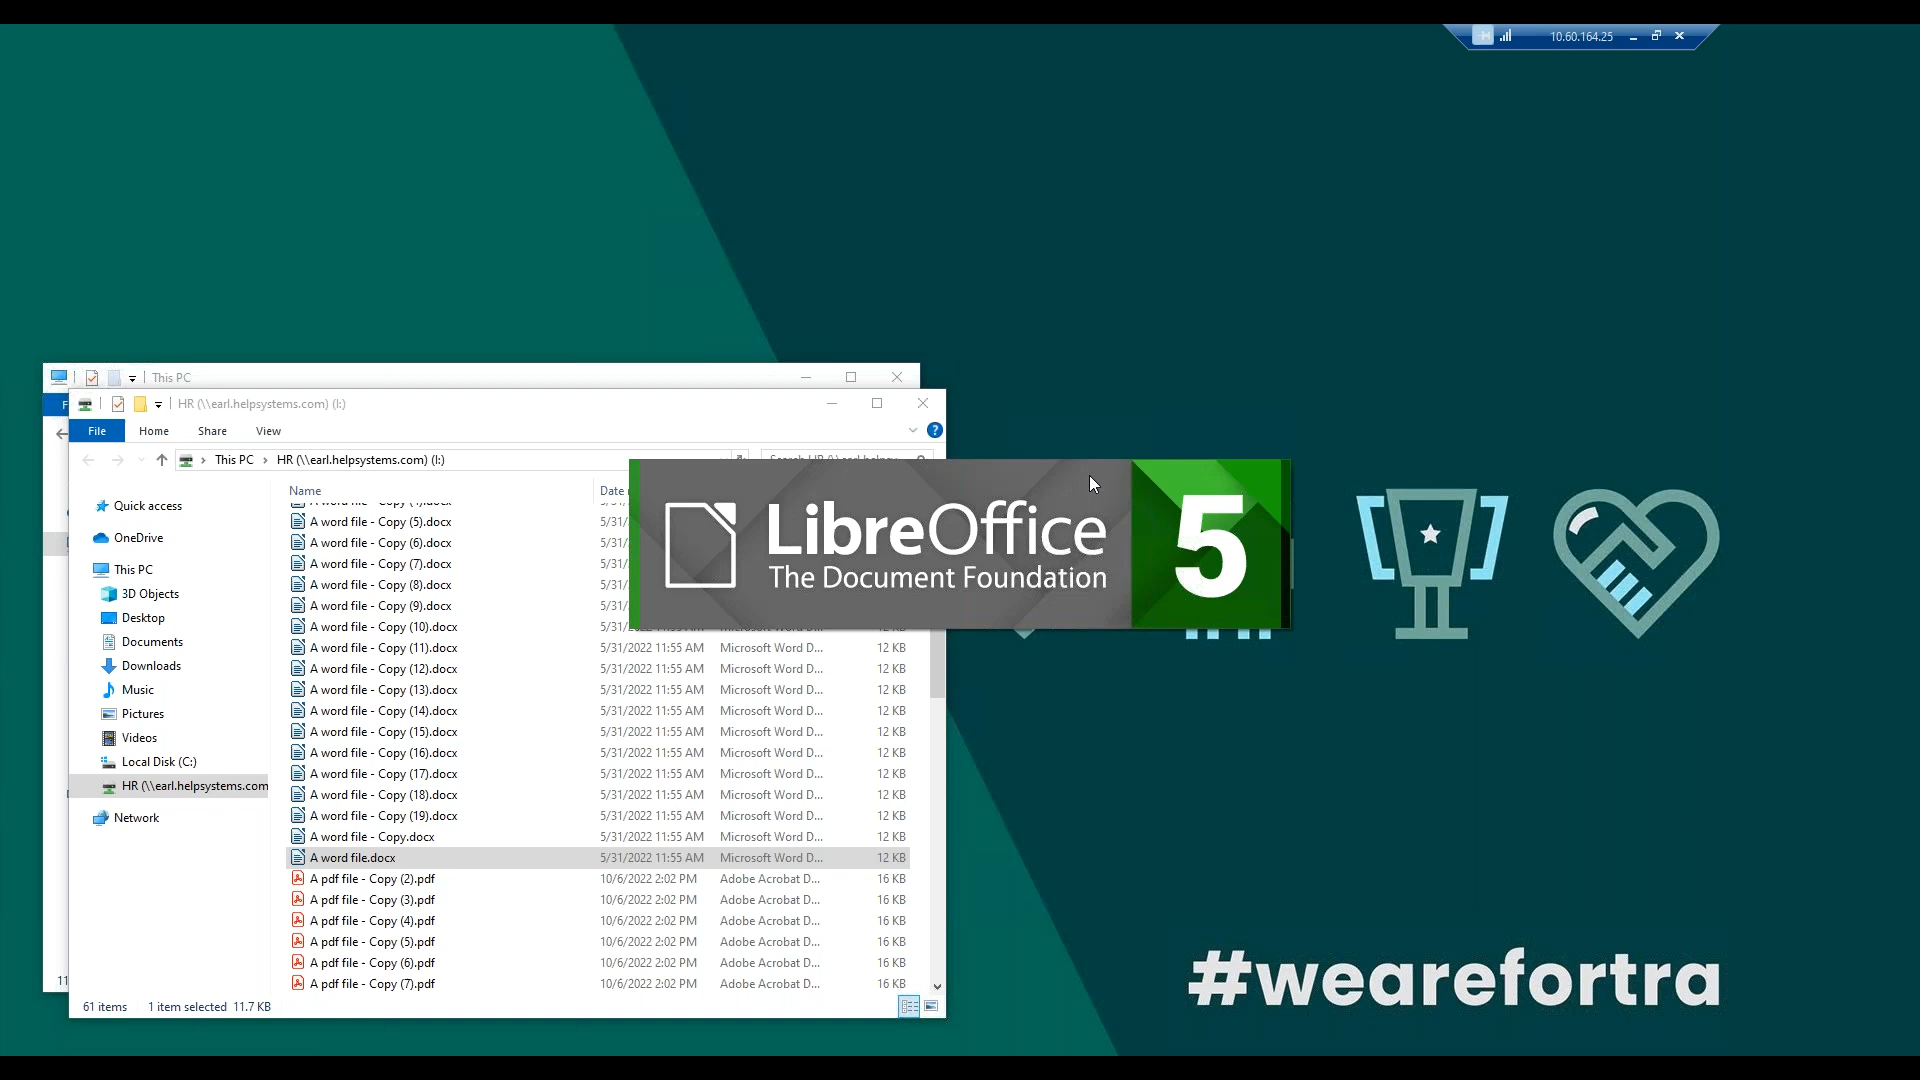 10.60.164.25
This PC
HR (\\earl.helpsystems.com) (I:)
File Home Share View
This PC > HR (\\earl.helpsystems.com) (I:)
Name Date
Quick access
OneDrive
This PC
3D Objects
Desktop
Documents
Downloads
Music
Pictures
Videos
Local Disk (C:)
HR (\\earl.helpsystems.com
Network
A word file - Copy (5).docx 5/31/
A word file - Copy (6).docx 5/31/
A word file - Copy (7).docx 5/31/
A word file - Copy (8).docx 5/31/
A word file - Copy (9).docx 5/31/
A word file - Copy (10).docx
A word file - Copy (11).docx 5/31/2022 11:55 AM Microsoft Word D... 12 KB
A word file - Copy (12).docx 5/31/2022 11:55 AM Microsoft Word D... 12 KB
A word file - Copy (13).docx 5/31/2022 11:55 AM Microsoft Word D... 12 KB
A word file - Copy (14).docx 5/31/2022 11:55 AM Microsoft Word D... 12 KB
A word file - Copy (15).docx 5/31/2022 11:55 AM Microsoft Word D... 12 KB
A word file - Copy (16).docx 5/31/2022 11:55 AM Microsoft Word D... 12 KB
A word file - Copy (17).docx 5/31/2022 11:55 AM Microsoft Word D... 12 KB
A word file - Copy (18).docx 5/31/2022 11:55 AM Microsoft Word D... 12 KB
A word file - Copy (19).docx 5/31/2022 11:55 AM Microsoft Word D... 12 KB
A word file - Copy.docx 5/31/2022 11:55 AM Microsoft Word D... 12 KB
A word file.docx 5/31/2022 11:55 AM Microsoft Word D... 12 KB
A pdf file - Copy (2).pdf 10/6/2022 2:02 PM Adobe Acrobat D... 16 KB
A pdf file - Copy (3).pdf 10/6/2022 2:02 PM Adobe Acrobat D... 16 KB
A pdf file - Copy (4).pdf 10/6/2022 2:02 PM Adobe Acrobat D... 16 KB
A pdf file - Copy (5).pdf 10/6/2022 2:02 PM Adobe Acrobat D... 16 KB
A pdf file - Copy (6).pdf 10/6/2022 2:02 PM Adobe Acrobat D... 16 KB
A pdf file - Copy (7).pdf 10/6/2022 2:02 PM Adobe Acrobat D... 16 KB
11
61 items 1 item selected 11.7 KB
LibreOffice
The Document Foundation
5
#wearefortra